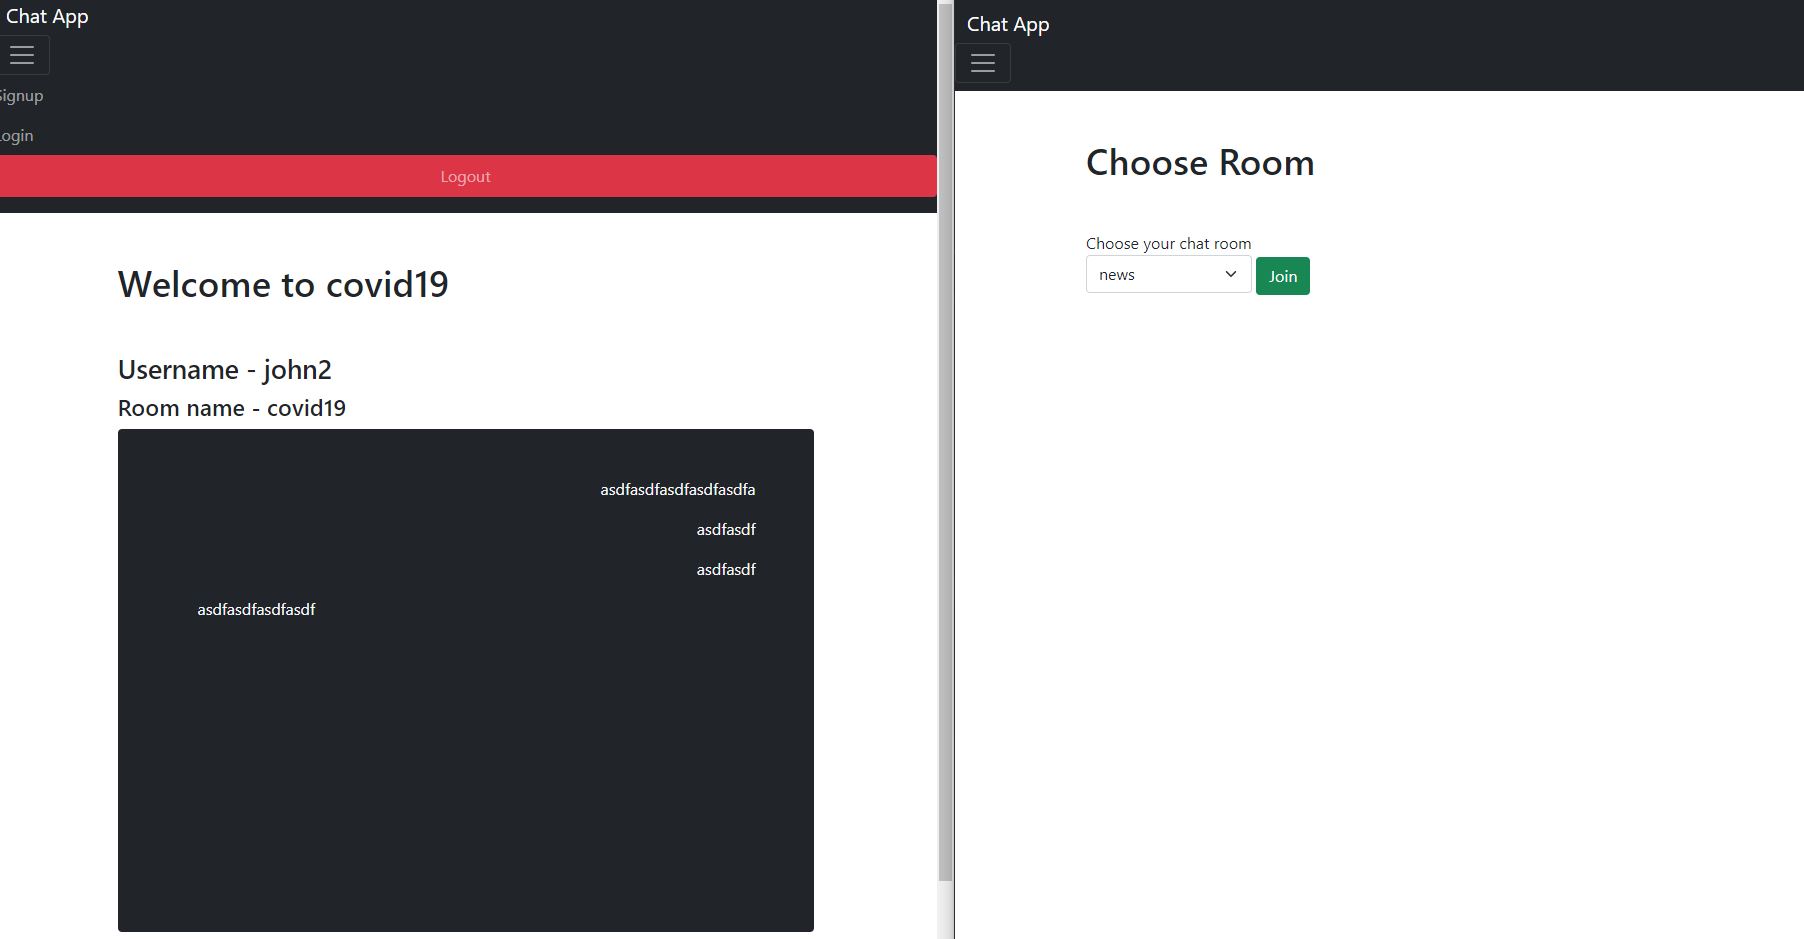 Chat App
Signup
Login
Logout
Welcome to covid19
Username - john2
Room name - covid19
asdfasdfasdfasdfasdfa
asdfasdf
asdfasdf
asdfasdfasdfasdf
Chat App
Choose Room
Choose your chat room
news
Join